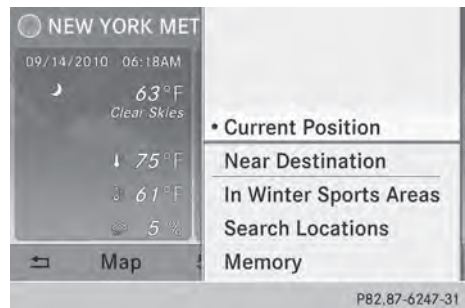 NEW YORK MET
09/14/2010 06:18AM
63°F
Clear Skies
75°F
61°F
5 %
Map
• Current Position
Near Destination
In Winter Sports Areas
Search Locations
Memory
P82.87-6247-31